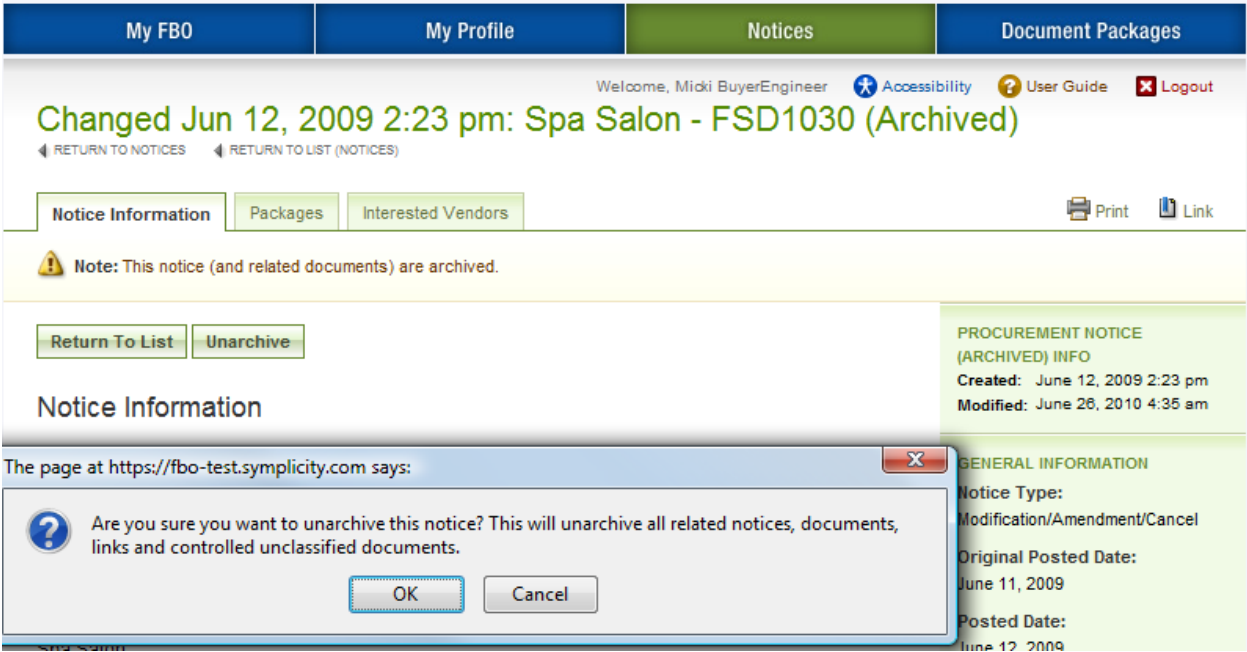 My FBO
My Profile
Notices
Document Packages
Welcome, Micki BuyerEngineer
Accessibility
User Guide
Logout
Changed Jun 12, 2009 2:23 pm: Spa Salon - FSD1030 (Archived)
RETURN TO NOTICES
RETURN TO LIST (NOTICES)
Notice Information
Packages
Interested Vendors
Print
Link
Note: This notice (and related documents) are archived.
Return To List
Unarchive
Notice Information
The page at https://fbo-test.symplicity.com says:
Are you sure you want to unarchive this notice? This will unarchive all related notices, documents,
links and controlled unclassified documents.
OK
Cancel
Spa Salon
PROCUREMENT NOTICE
(ARCHIVED) INFO
Created: June 12, 2009 2:23 pm
Modified: June 26, 2010 4:35 am
GENERAL INFORMATION
Notice Type:
Modification/Amendment/Cancel
Original Posted Date:
June 11, 2009
Posted Date:
June 12, 2009